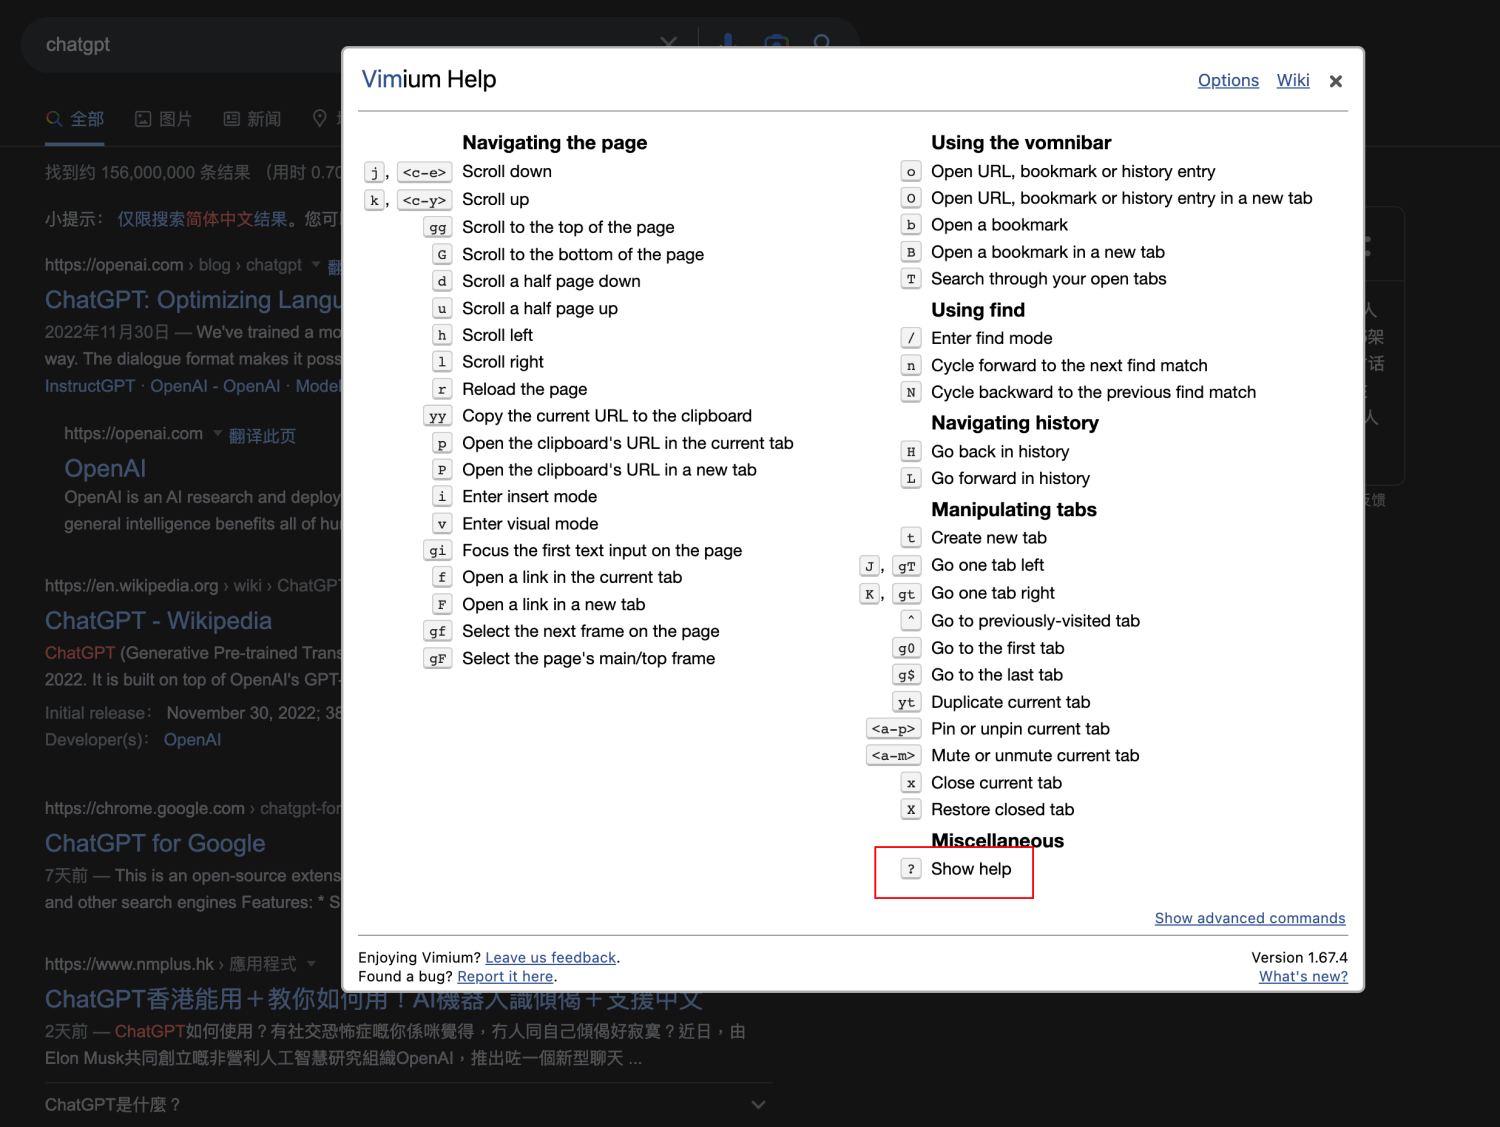 chatgpt
全部
图片
新闻
找到约 156,000,000 条结果 （用时 0.70
小提示： 仅限搜索简体中文结果。您可
https://openai.com › blog › chatgpt
ChatGPT: Optimizing Langu
2022年11月30日 — We've trained a mo
way. The dialogue format makes it poss
InstructGPT · OpenAI - OpenAI · Model
https://openai.com 翻译此页
OpenAI
OpenAI is an AI research and deploy
general intelligence benefits all of hu
https://en.wikipedia.org › wiki › ChatGPT
ChatGPT - Wikipedia
ChatGPT (Generative Pre-trained Trans
2022. It is built on top of OpenAI's GPT-
Initial release： November 30, 2022; 38
Developer(s)： OpenAI
https://chrome.google.com › chatgpt-for
ChatGPT for Google
7天前 — This is an open-source extens
and other search engines Features: * S
https://www.nmplus.hk › 應用程式
ChatGPT香港能用＋教你如何用！AI機器人識傾偈＋支援中文
2天前 — ChatGPT如何使用？有社交恐怖症嘅你係咪覺得，冇人同自己傾偈好寂寞？近日，由
Elon Musk共同創立嘅非營利人工智慧研究組織OpenAI，推出咗一個新型聊天 ...
ChatGPT是什麼？
Vimium Help
Options Wiki ×
Navigating the page
j, <c-e> Scroll down
k, <c-y> Scroll up
gg Scroll to the top of the page
G Scroll to the bottom of the page
d Scroll a half page down
u Scroll a half page up
h Scroll left
l Scroll right
r Reload the page
yy Copy the current URL to the clipboard
p Open the clipboard's URL in the current tab
P Open the clipboard's URL in a new tab
i Enter insert mode
v Enter visual mode
gi Focus the first text input on the page
f Open a link in the current tab
F Open a link in a new tab
gf Select the next frame on the page
gF Select the page's main/top frame
Using the vomnibar
o Open URL, bookmark or history entry
O Open URL, bookmark or history entry in a new tab
b Open a bookmark
B Open a bookmark in a new tab
T Search through your open tabs
Using find
/ Enter find mode
n Cycle forward to the next find match
N Cycle backward to the previous find match
Navigating history
H Go back in history
L Go forward in history
Manipulating tabs
t Create new tab
J, gT Go one tab left
K, gt Go one tab right
^ Go to previously-visited tab
g0 Go to the first tab
g$ Go to the last tab
yt Duplicate current tab
<a-p> Pin or unpin current tab
<a-m> Mute or unmute current tab
x Close current tab
X Restore closed tab
Miscellaneous
? Show help
Show advanced commands
Enjoying Vimium? Leave us feedback.
Found a bug? Report it here.
Version 1.67.4
What's new?
人
架
话
人
馈